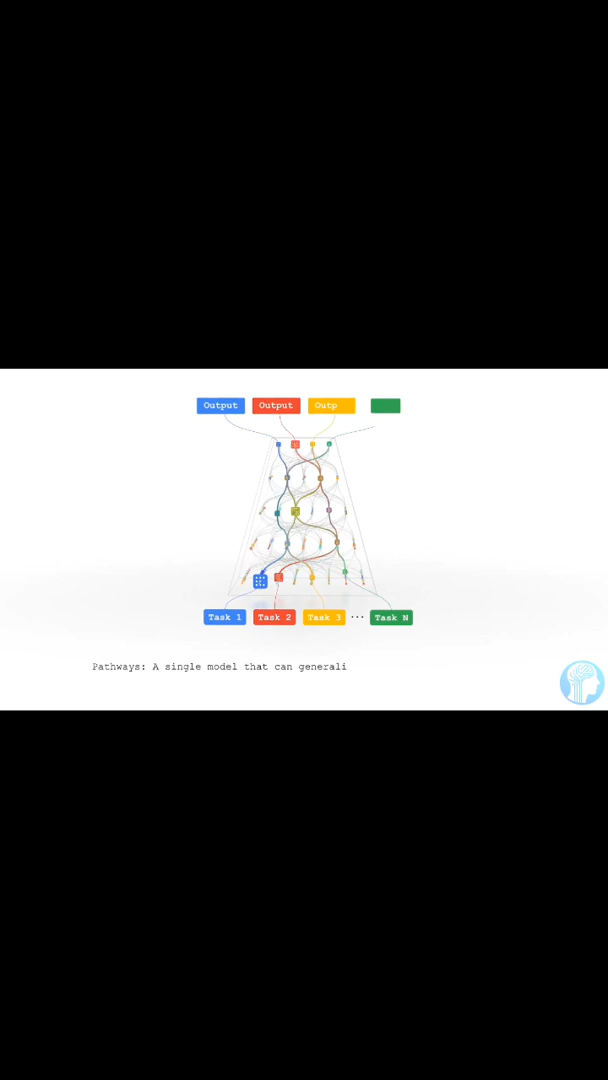 Output Output Outp
Task 1 Task 2 Task 3 ··· Task N
Pathways: A single model that can generali